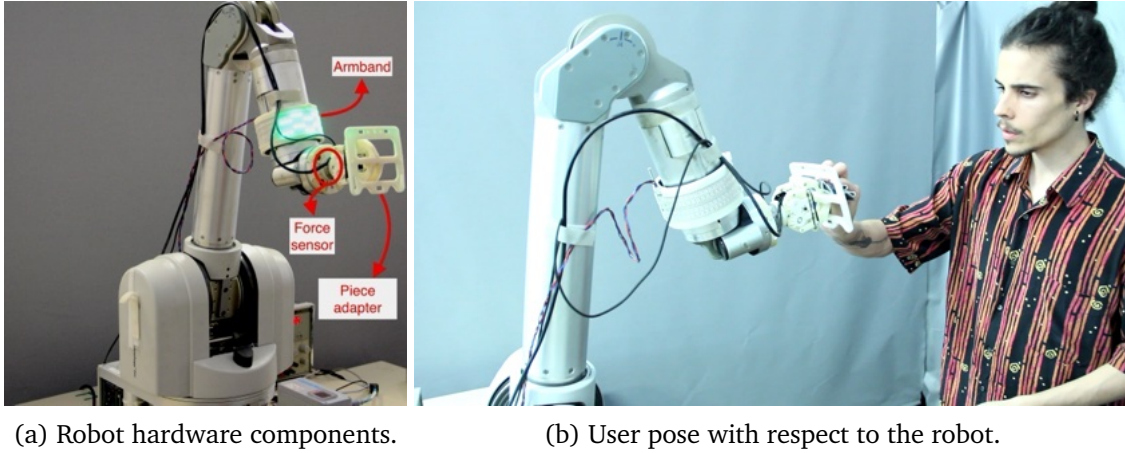 Armband
Force
sensor
Piece
adapter
(a) Robot hardware components.
(b) User pose with respect to the robot.